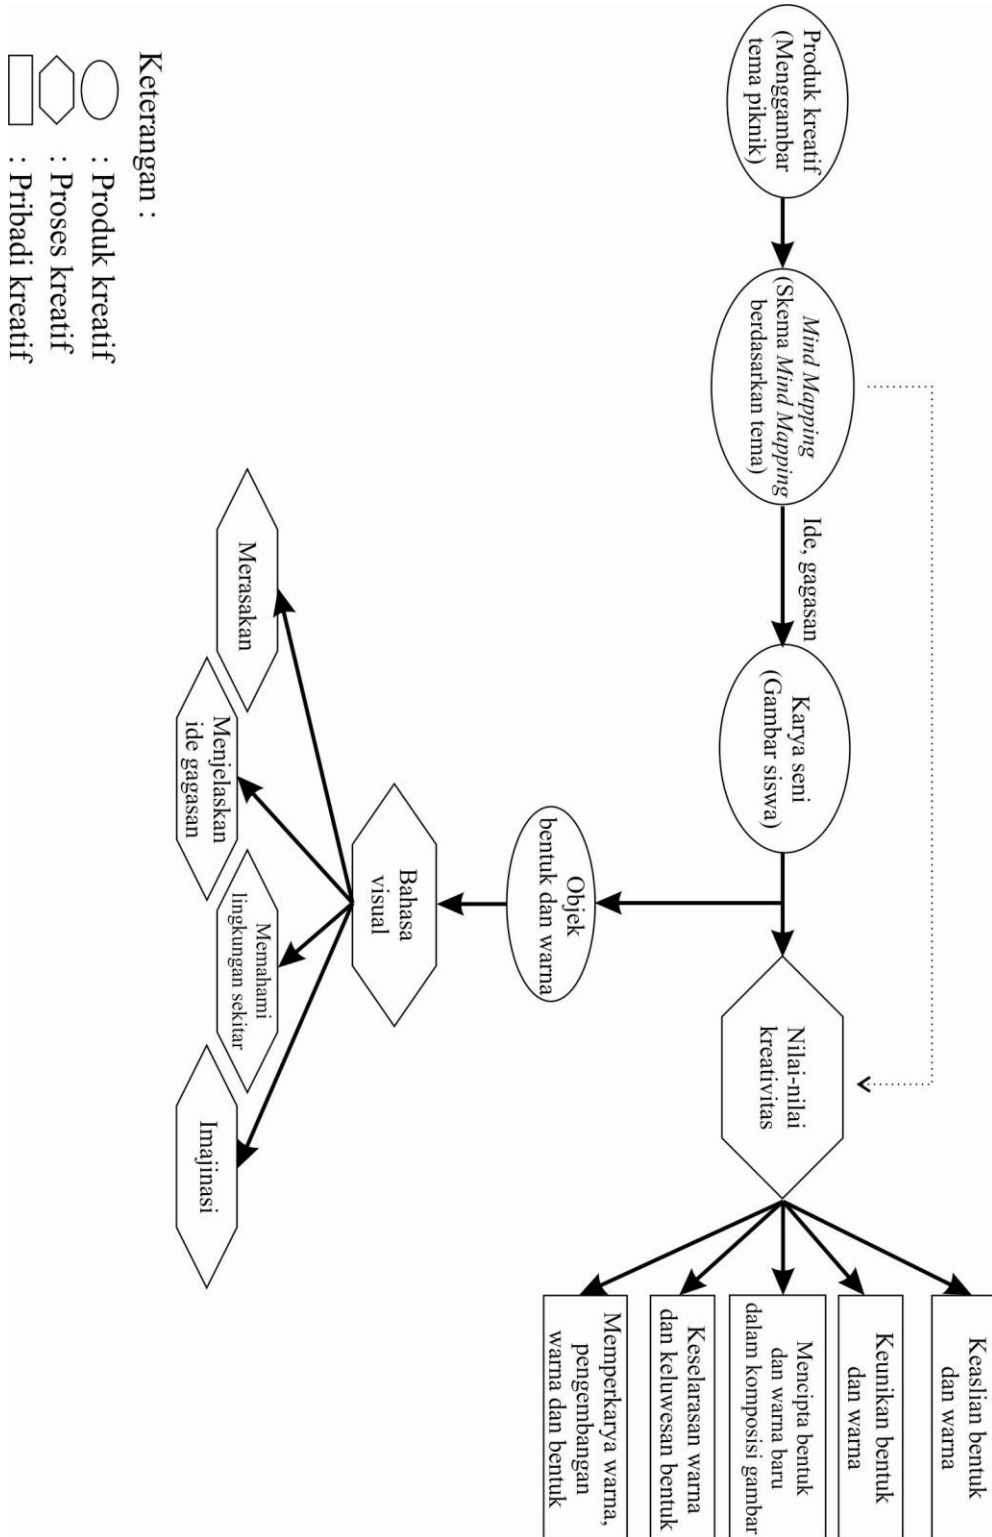 Produk kreatif
(Menggambar
tema piknik)
Mind Mapping
(Skema Mind Mapping
berdasarkan tema)
Ide, gagasan
Karya seni
(Gambar siswa)
Nilai-nilai
kreativitas
Keaslian bentuk
dan warna
Keunikan bentuk
dan warna
Mencipta bentuk
dan warna baru
dalam komposisi gambar
Keselarasan warna
dan keluwesan bentuk
Memperkarya warna,
pengembangan
warna dan bentuk
Objek
bentuk dan warna
Bahasa
visual
Merasakan
Menjelaskan
ide gagasan
Memahami
lingkungan sekitar
Imajinasi
Keterangan :
: Produk kreatif
: Proses kreatif
: Pribadi kreatif